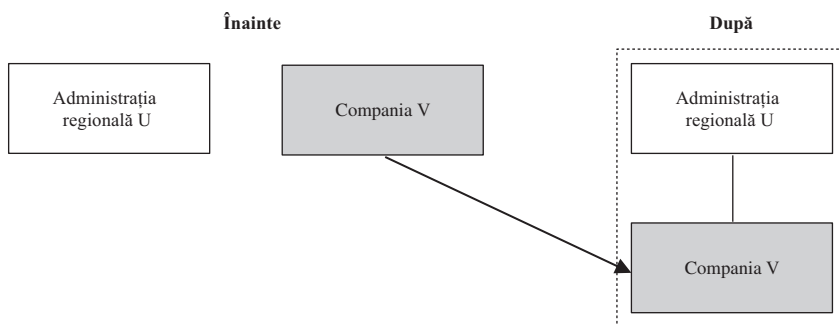 Înainte
După
Administrația
regională U
Compania V
Administrația
regională U
Compania V